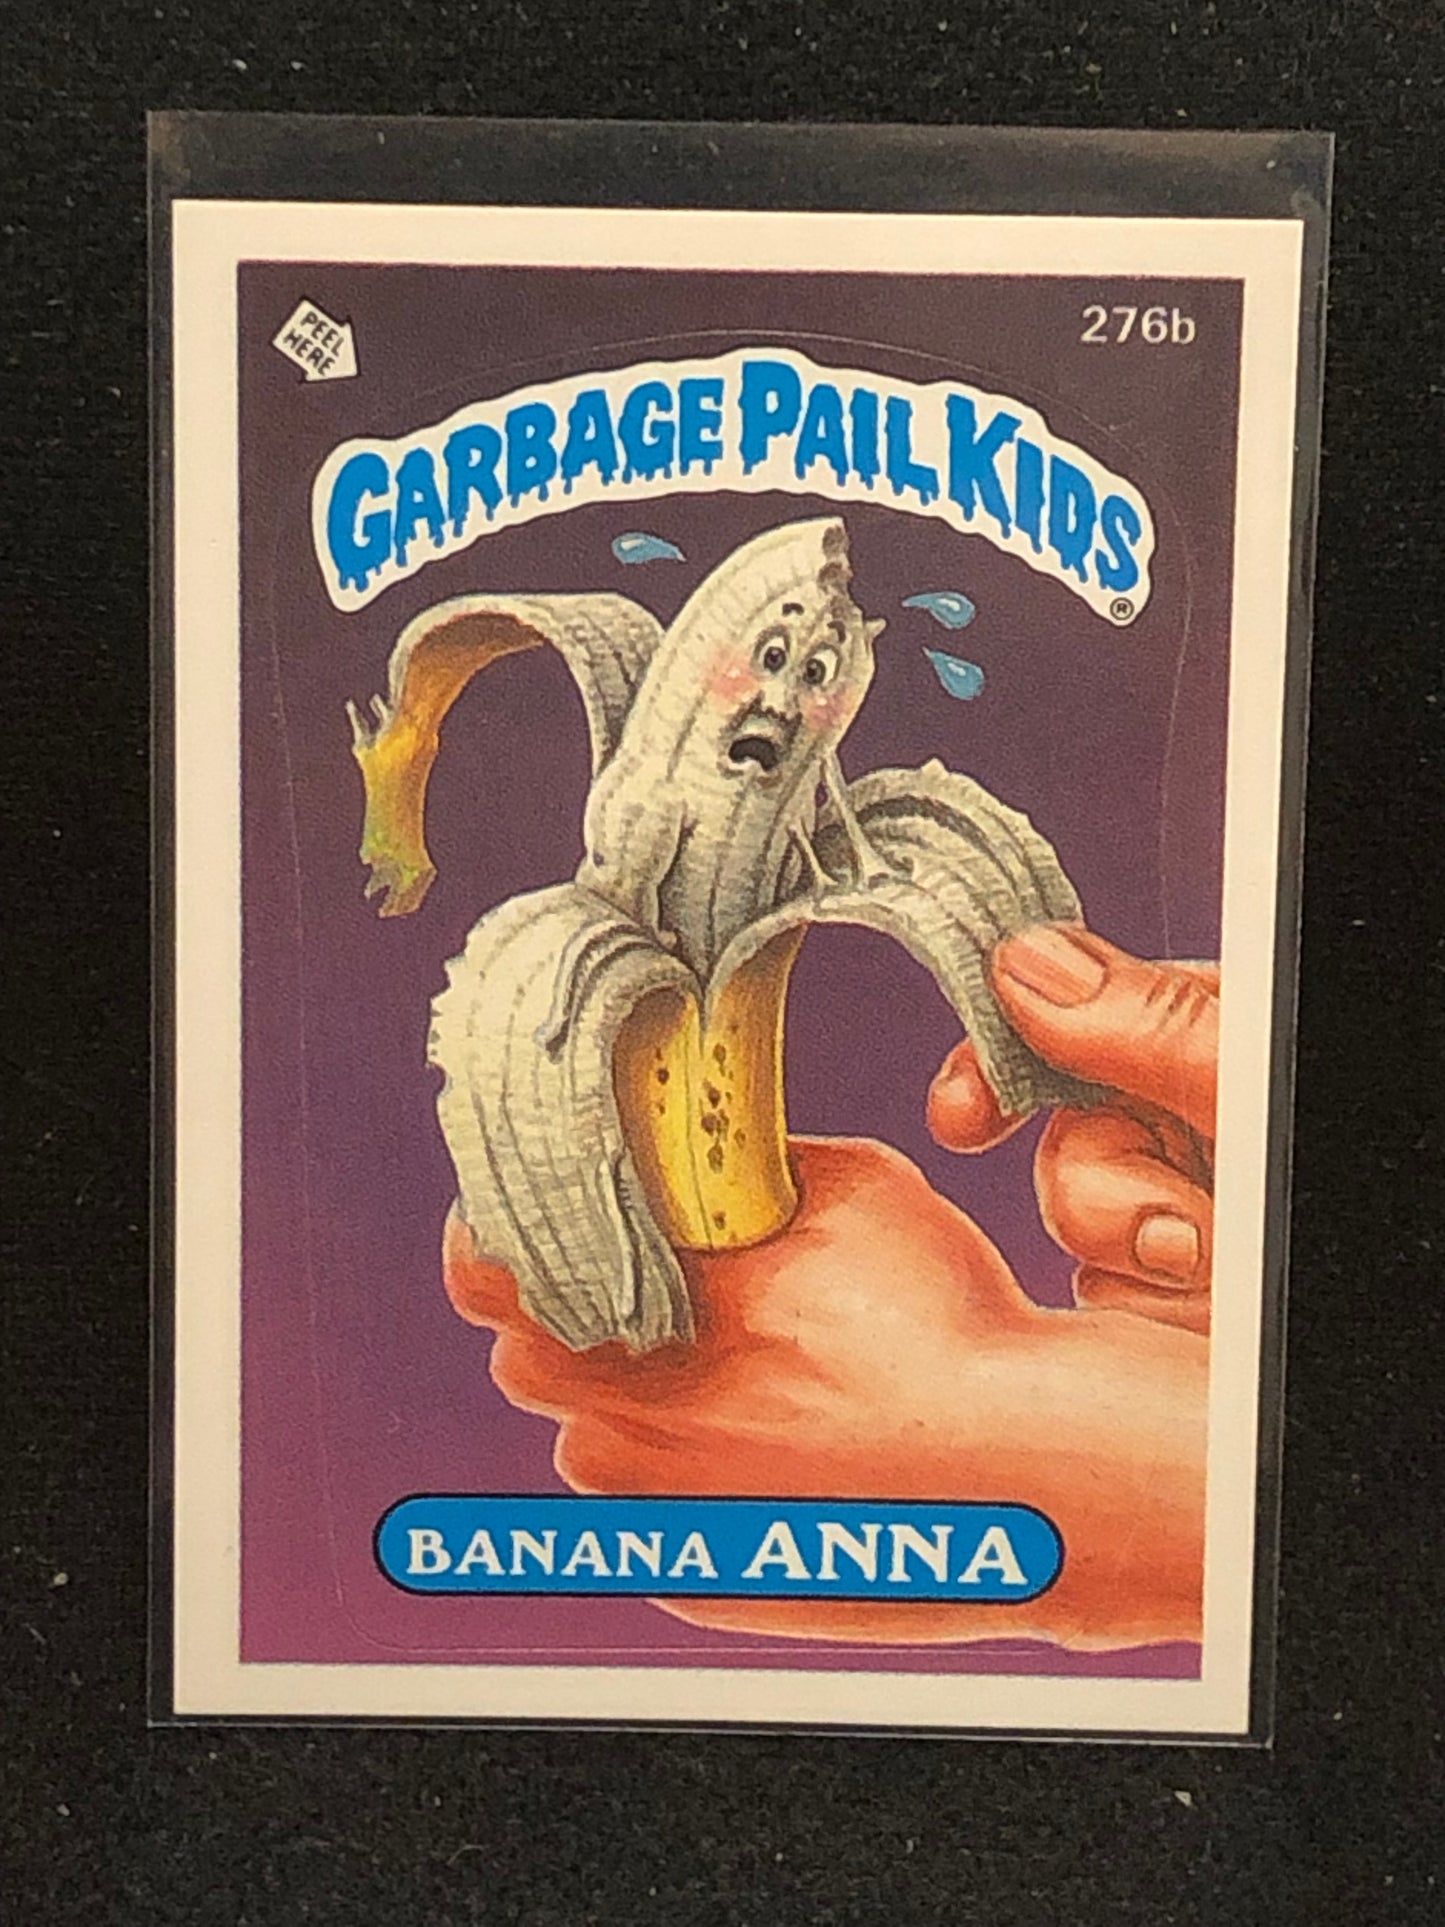 PEEL
HERE
276b
GARBAGE PAIL KIDS
®
BANANA ANNA